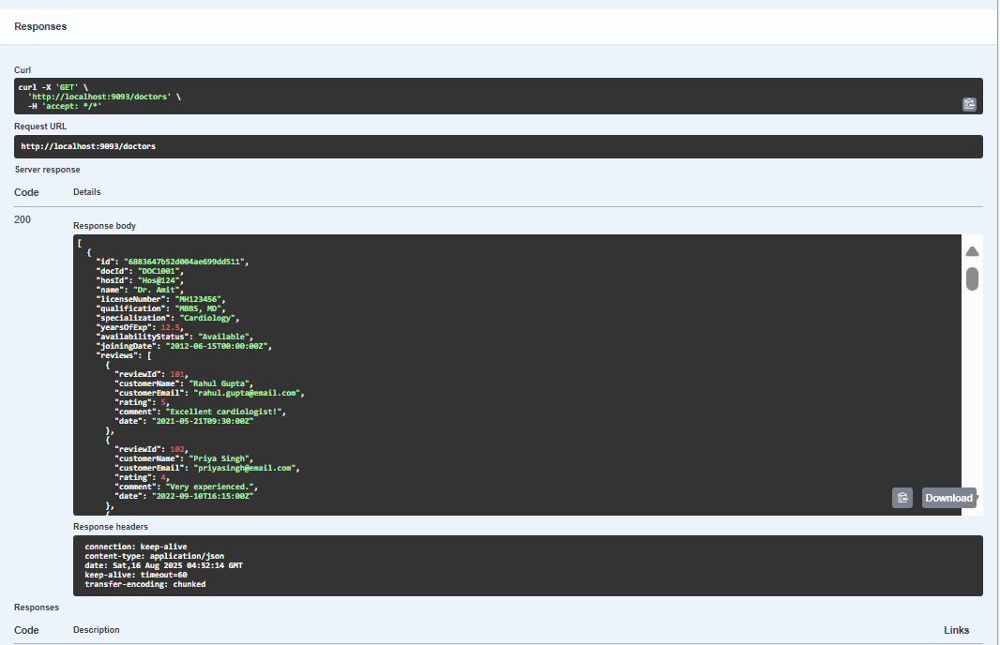 Responses
Curl
curl -X 'GET' \
  'http://localhost:9093/doctors' \
  -H 'accept: */*'
Request URL
http://localhost:9093/doctors
Server response
Code Details
200
Response body
[
  {
    "id": "6883647b52d004ae699dd511",
    "docId": "DOC1001",
    "hosId": "Hos@124",
    "name": "Dr. Amit",
    "licenseNumber": "MH123456",
    "qualification": "MBBS, MD",
    "specialization": "Cardiology",
    "yearsOfExp": 12.5,
    "availabilityStatus": "Available",
    "joiningDate": "2012-06-15T00:00:00Z",
    "reviews": [
      {
        "reviewId": 101,
        "customerName": "Rahul Gupta",
        "customerEmail": "rahul.gupta@email.com",
        "rating": 5,
        "comment": "Excellent cardiologist!",
        "date": "2021-05-21T09:30:00Z"
      },
      {
        "reviewId": 102,
        "customerName": "Priya Singh",
        "customerEmail": "priyasingh@email.com",
        "rating": 4,
        "comment": "Very experienced.",
        "date": "2022-09-10T16:15:00Z"
      },
      {
Download
Response headers
connection: keep-alive
content-type: application/json
date: Sat,16 Aug 2025 04:52:14 GMT
keep-alive: timeout=60
transfer-encoding: chunked
Responses
Code Description Links